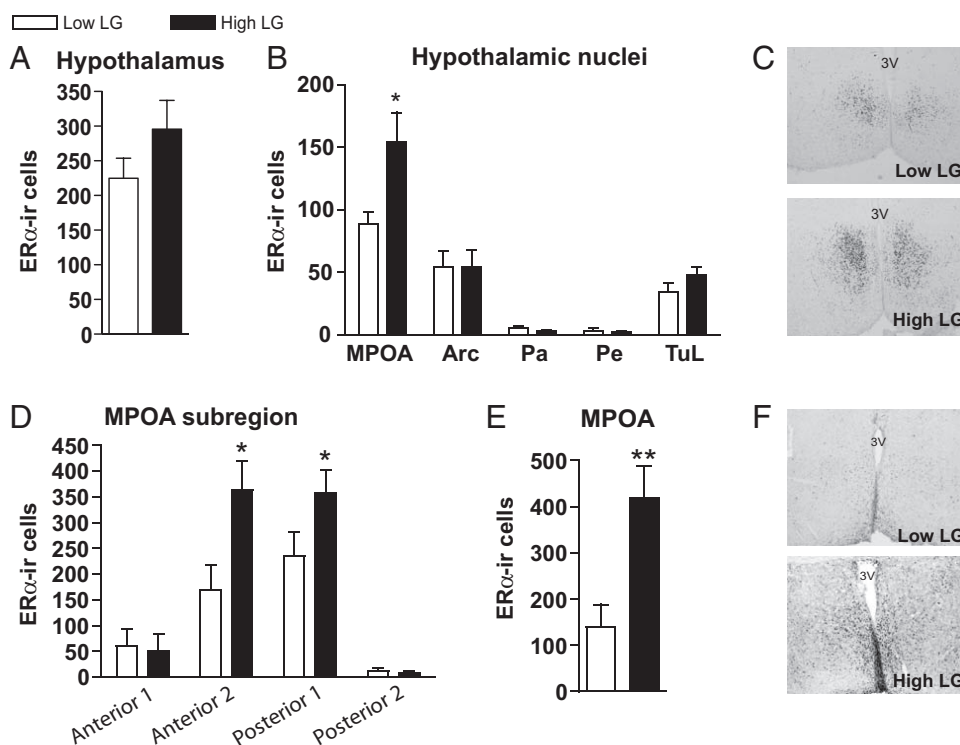 Low LG High LG
A Hypothalamus
ERα-ir cells
350
300
250
200
150
100
50
0
B Hypothalamic nuclei
ERα-ir cells
200
150
100
50
0
*
MPOA Arc Pa Pe TuL
C
3V
Low LG
3V
High LG
D MPOA subregion
ERα-ir cells
450
400
350
300
250
200
150
100
50
0
* *
Anterior 1 Anterior 2 Posterior 1 Posterior 2
E MPOA
ERα-ir cells
500
400
300
200
100
0
**
F
3V
Low LG
3V
High LG